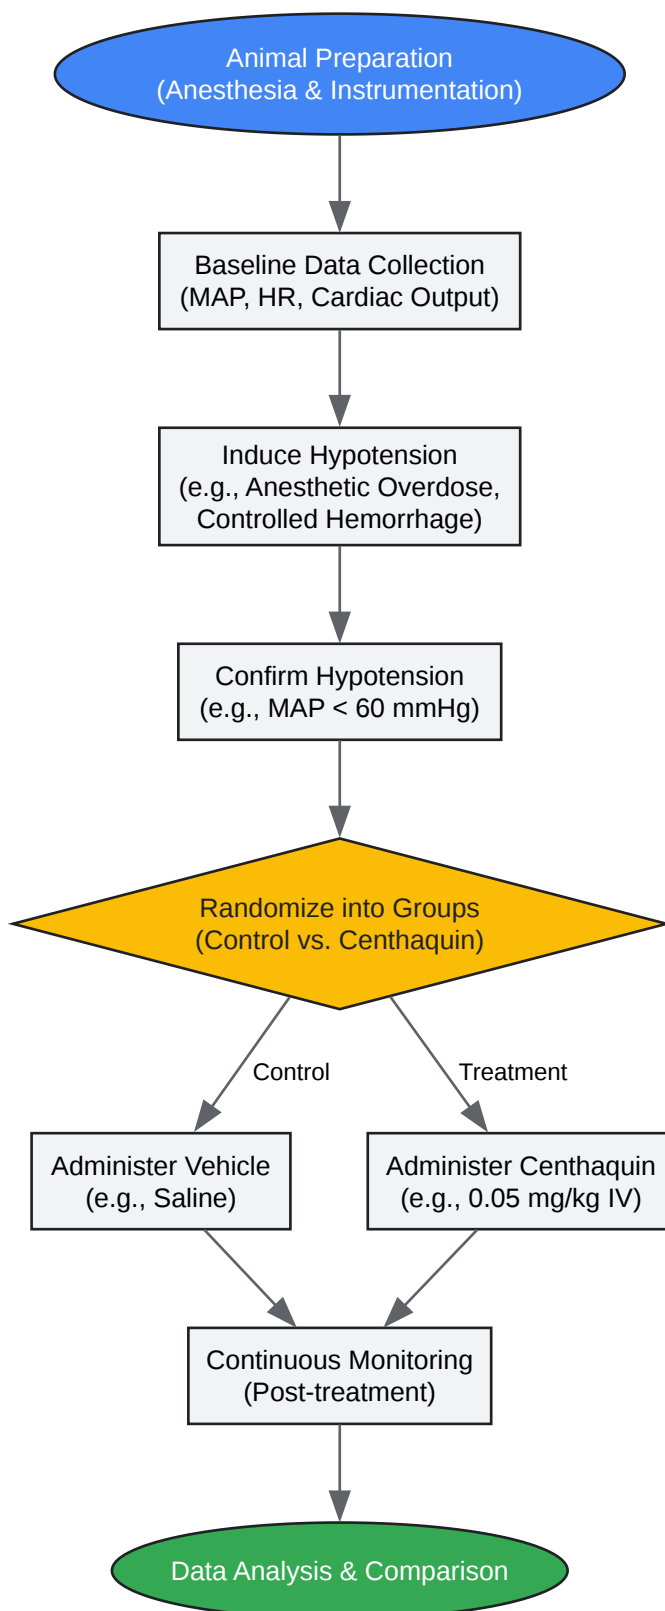 Animal Preparation
(Anesthesia & Instrumentation)
Baseline Data Collection
(MAP, HR, Cardiac Output)
Induce Hypotension
(e.g., Anesthetic Overdose,
Controlled Hemorrhage)
Confirm Hypotension
(e.g., MAP < 60 mmHg)
Randomize into Groups
(Control vs. Centhaquin)
Control
Treatment
Administer Vehicle
(e.g., Saline)
Administer Centhaquin
(e.g., 0.05 mg/kg IV)
Continuous Monitoring
(Post-treatment)
Data Analysis & Comparison